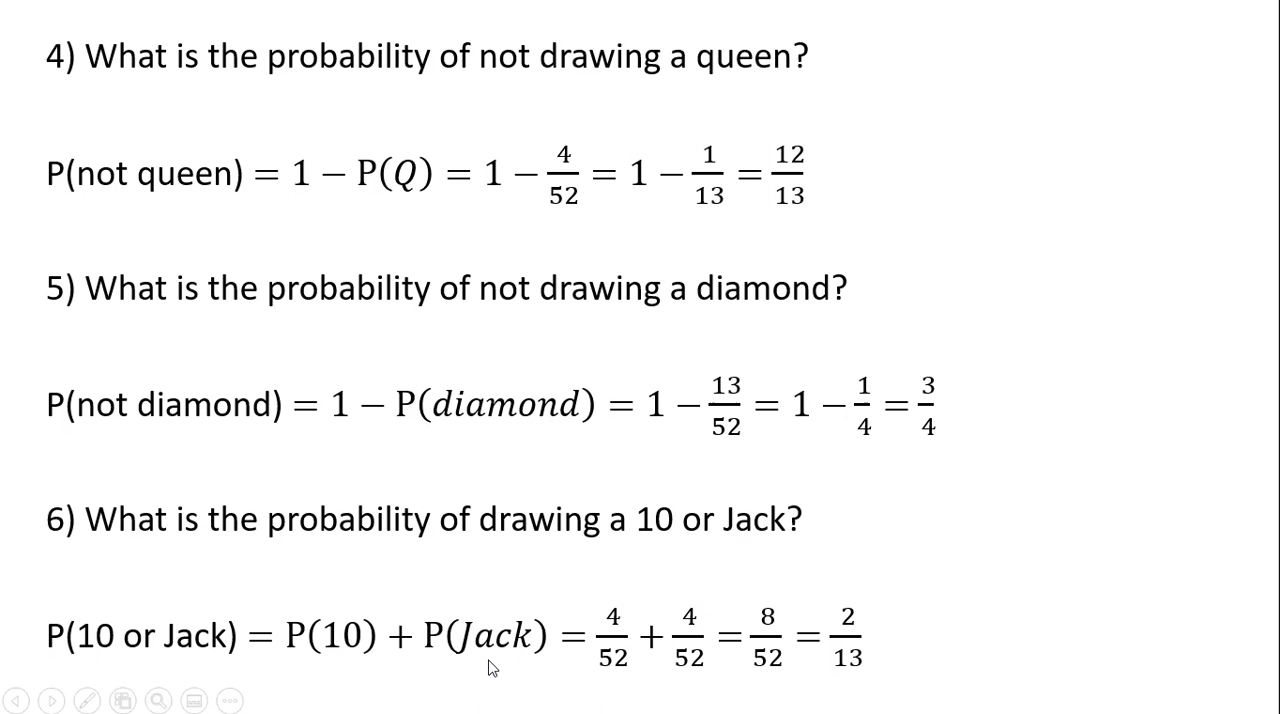 4) What is the probability of not drawing a queen?
P(not queen) = 1 − P(Q) = 1 − 4/52 = 1 − 1/13 = 12/13
5) What is the probability of not drawing a diamond?
P(not diamond) = 1 − P(diamond) = 1 − 13/52 = 1 − 1/4 = 3/4
6) What is the probability of drawing a 10 or Jack?
P(10 or Jack) = P(10) + P(Jack) = 4/52 + 4/52 = 8/52 = 2/13